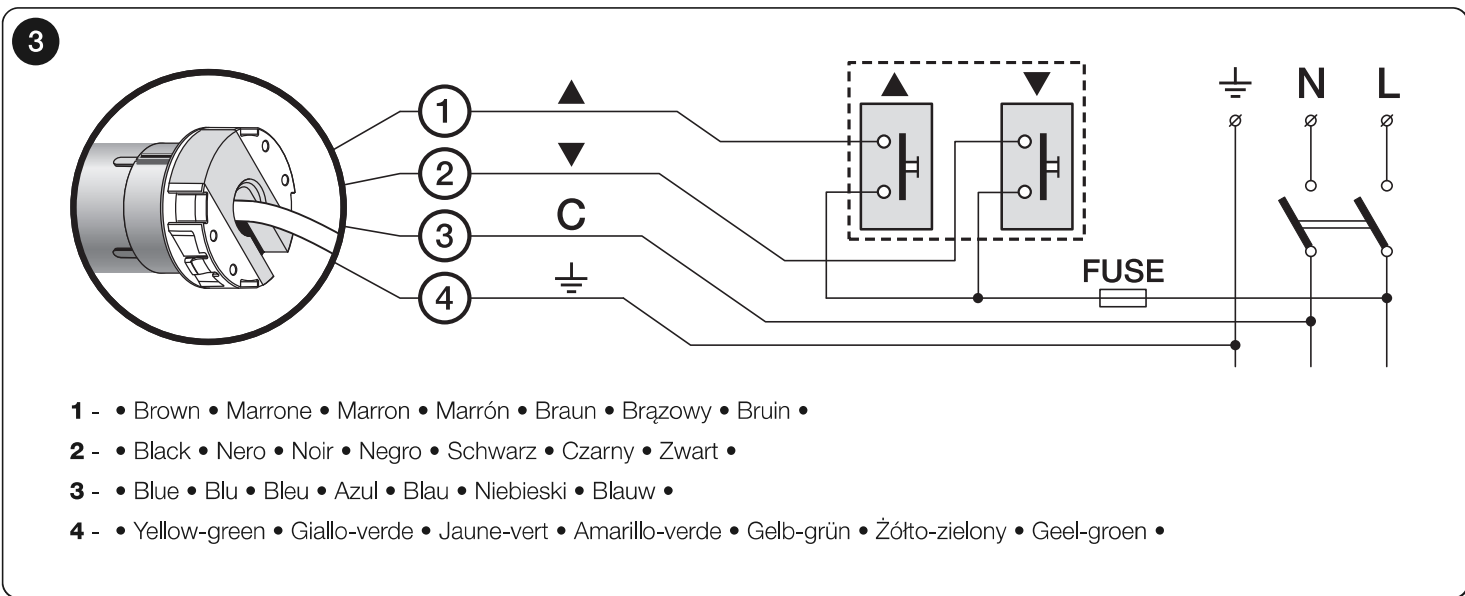 3
1 ▲
2 ▼
3 C
4
▲ ▼
N L
FUSE
1 - • Brown • Marrone • Marron • Marrón • Braun • Brązowy • Bruin •
2 - • Black • Nero • Noir • Negro • Schwarz • Czarny • Zwart •
3 - • Blue • Blu • Bleu • Azul • Blau • Niebieski • Blauw •
4 - • Yellow-green • Giallo-verde • Jaune-vert • Amarillo-verde • Gelb-grün • Żółto-zielony • Geel-groen •